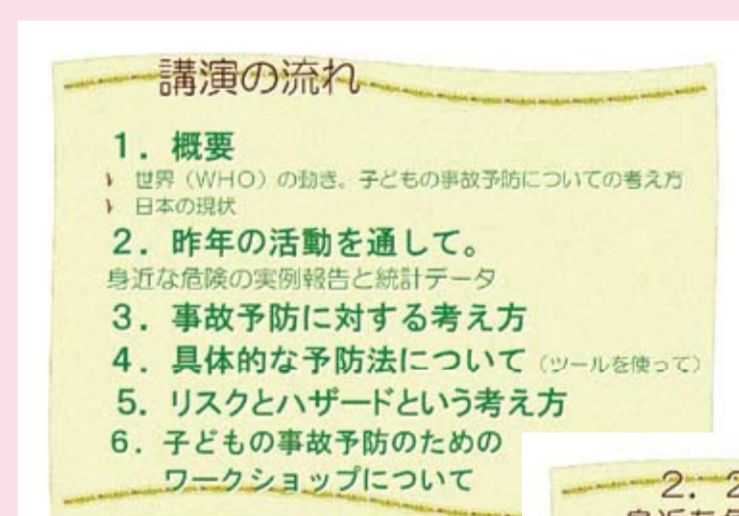 講演の流れ
1. 概要
世界（WHO）の動き。子どもの事故予防についての考え方
日本の現状
2. 昨年の活動を通して。
身近な危険の実例報告と統計データ
3. 事故予防に対する考え方
4. 具体的な予防法について（ツールを使って）
5. リスクとハザードという考え方
6. 子どもの事故予防のための
ワークショップについて
2. 2